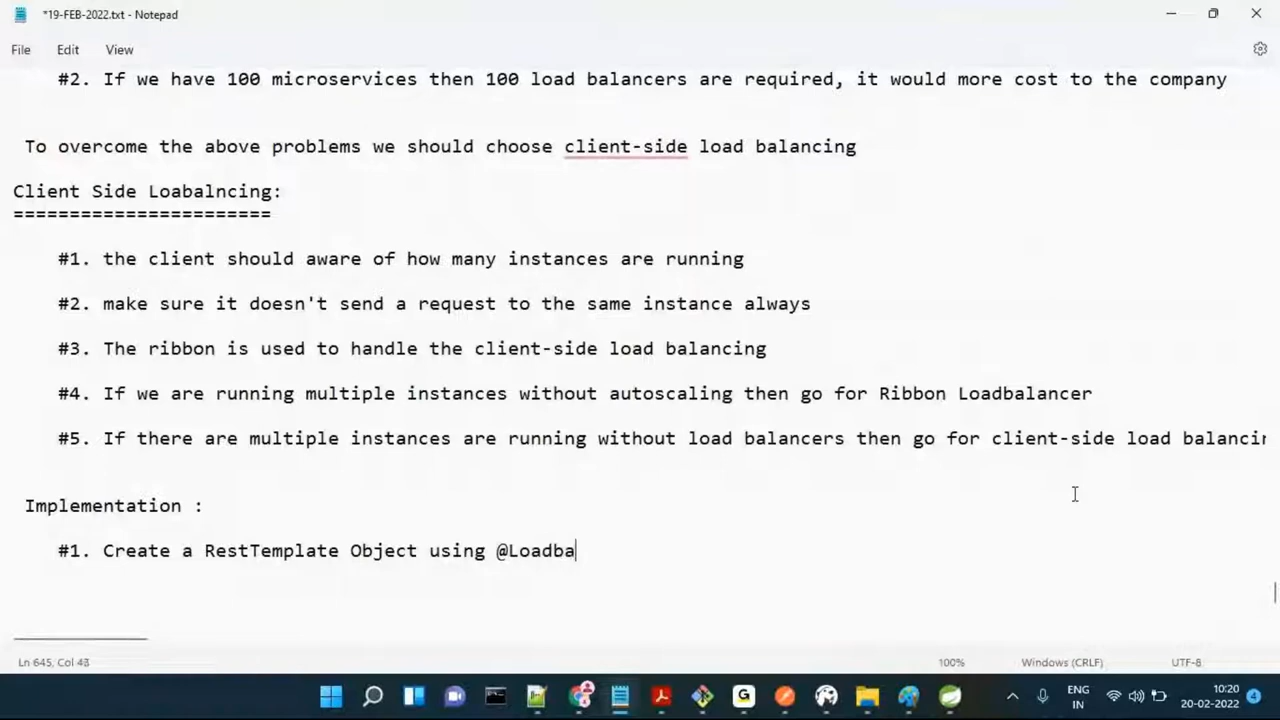 *19-FEB-2022.txt - Notepad
File Edit View
#2. If we have 100 microservices then 100 load balancers are required, it would more cost to the company
To overcome the above problems we should choose client-side load balancing
Client Side Loabalncing:
=======================
#1. the client should aware of how many instances are running
#2. make sure it doesn't send a request to the same instance always
#3. The ribbon is used to handle the client-side load balancing
#4. If we are running multiple instances without autoscaling then go for Ribbon Loadbalancer
#5. If there are multiple instances are running without load balancers then go for client-side load balancin
Implementation :
#1. Create a RestTemplate Object using @Loadba
Ln 645, Col 43 100% Windows (CRLF) UTF-8
ENG
IN
10:20
20-02-2022
4